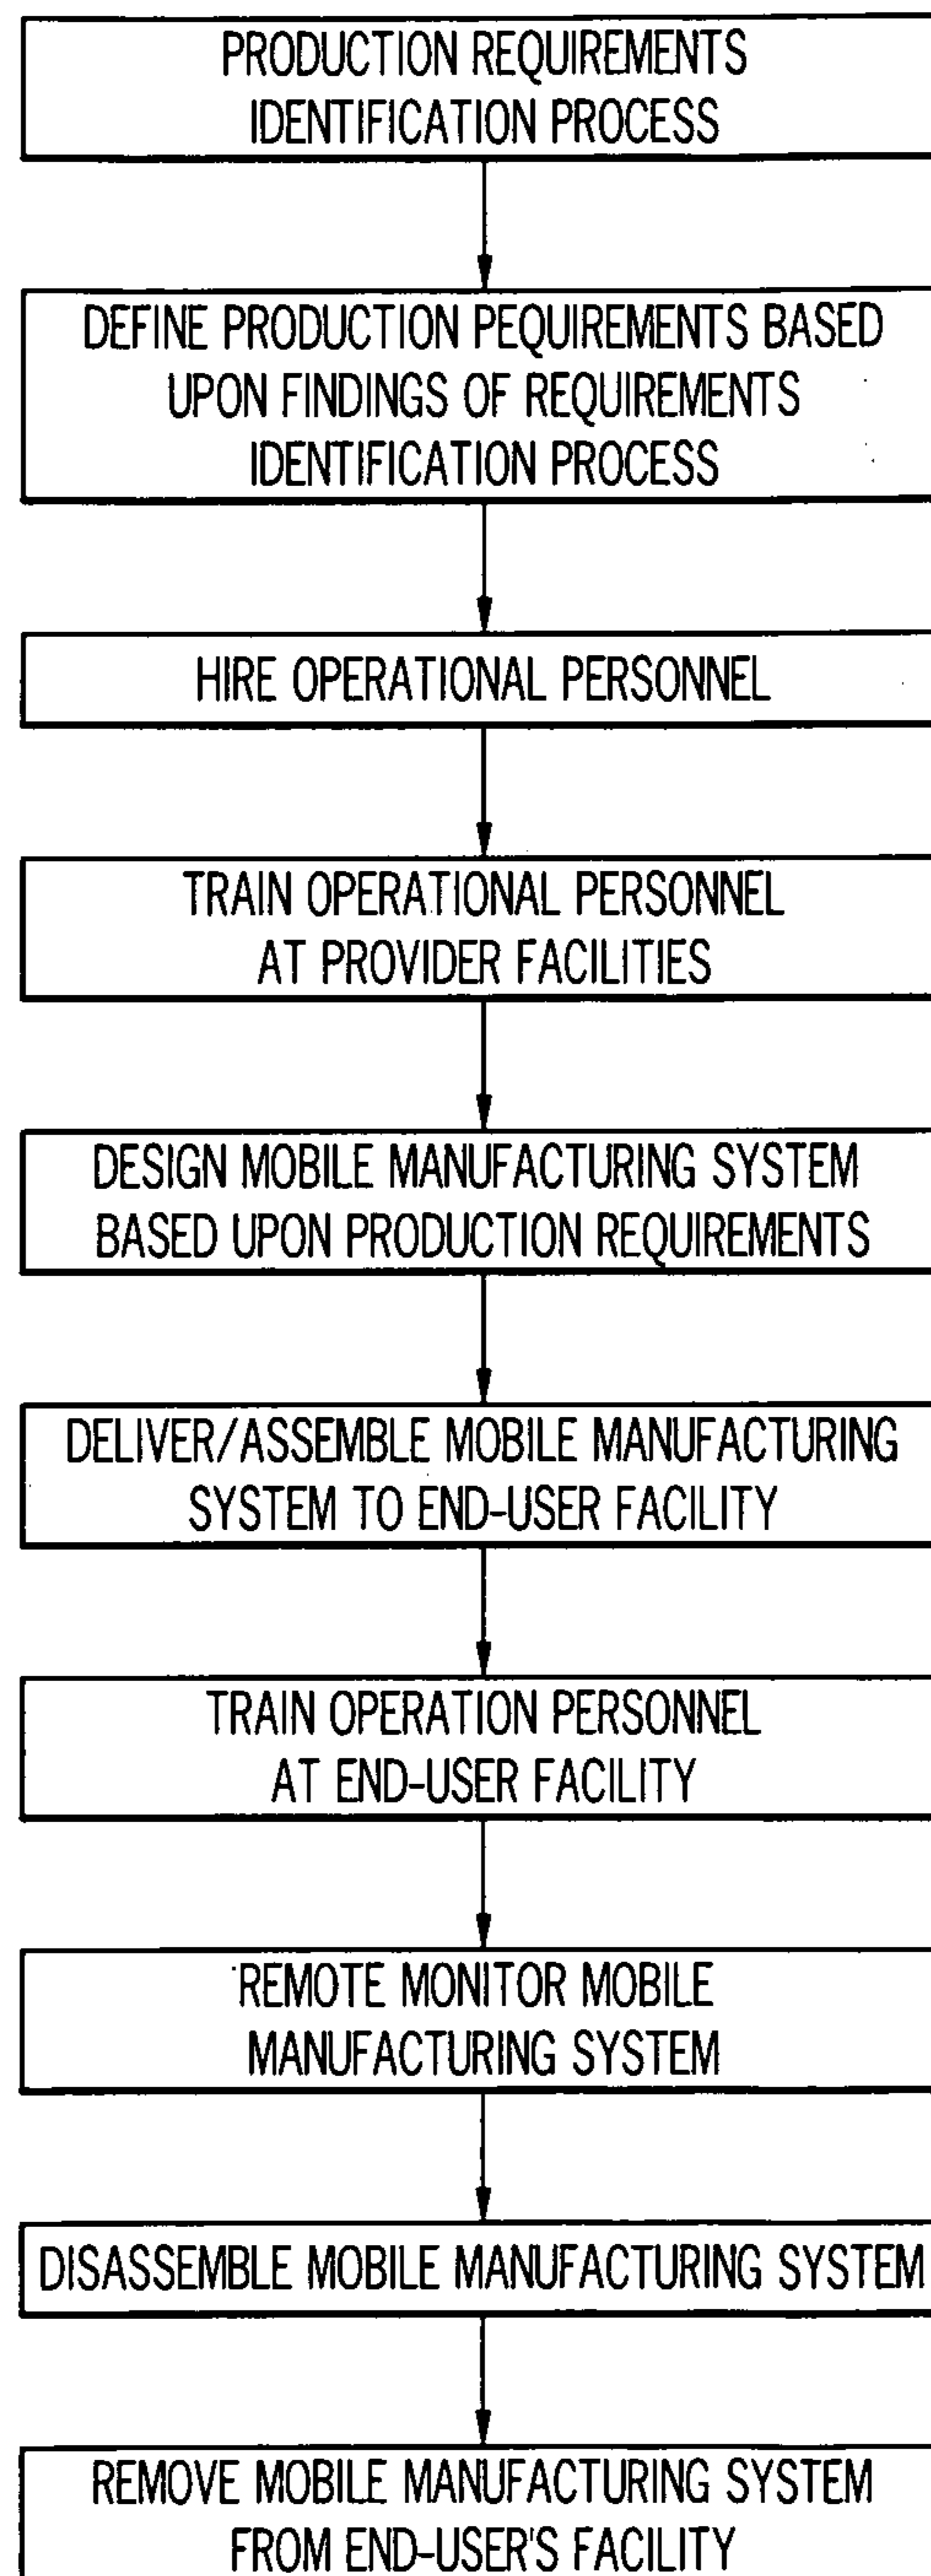 PRODUCTION REQUIREMENTS
IDENTIFICATION PROCESS
DEFINE PRODUCTION PEQUIREMENTS BASED
UPON FINDINGS OF REQUIREMENTS
IDENTIFICATION PROCESS
HIRE OPERATIONAL PERSONNEL
TRAIN OPERATIONAL PERSONNEL
AT PROVIDER FACILITIES
DESIGN MOBILE MANUFACTURING SYSTEM
BASED UPON PRODUCTION REQUIREMENTS
DELIVER/ASSEMBLE MOBILE MANUFACTURING
SYSTEM TO END-USER FACILITY
TRAIN OPERATION PERSONNEL
AT END-USER FACILITY
REMOTE MONITOR MOBILE
MANUFACTURING SYSTEM
DISASSEMBLE MOBILE MANUFACTURING SYSTEM
REMOVE MOBILE MANUFACTURING SYSTEM
FROM END-USER'S FACILITY